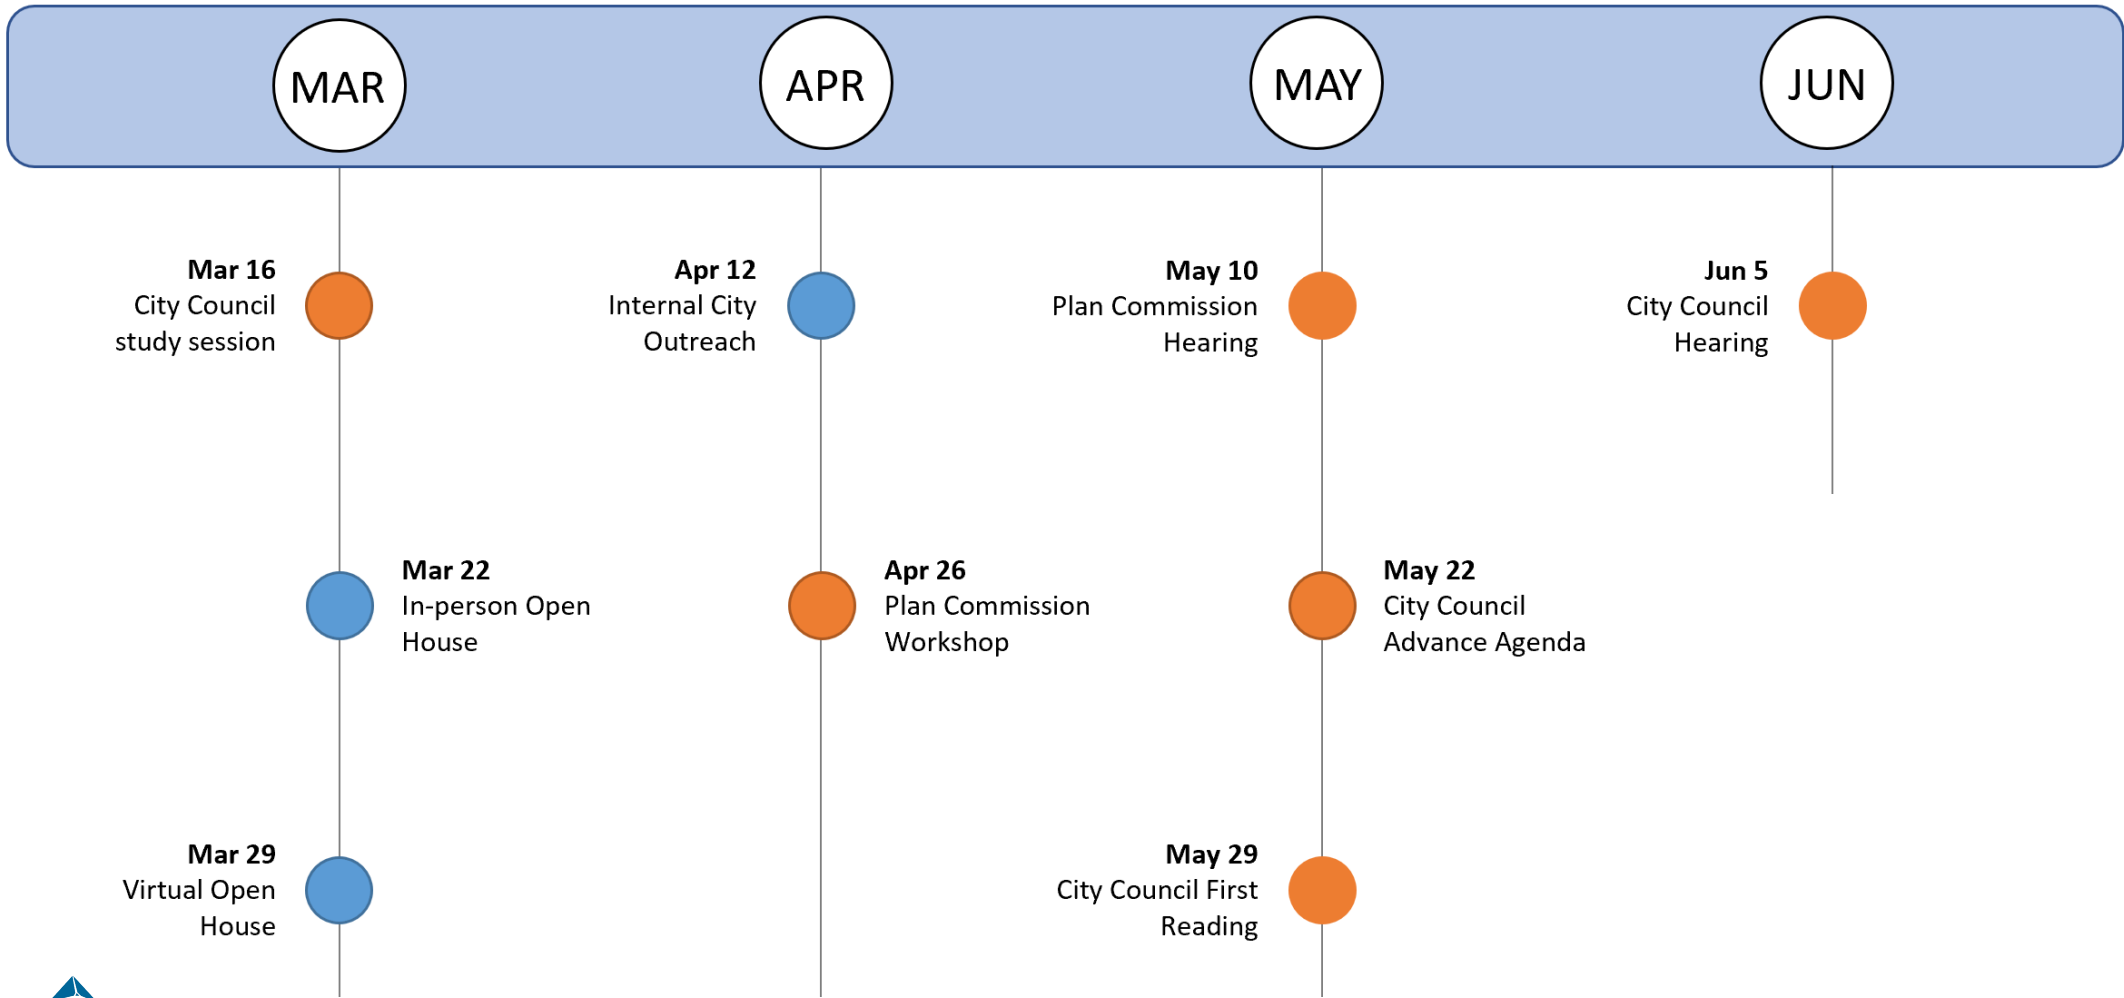 MAR
APR
MAY
JUN
Mar 16
City Council
study session
Mar 22
In-person Open
House
Mar 29
Virtual Open
House
Apr 12
Internal City
Outreach
Apr 26
Plan Commission
Workshop
May 10
Plan Commission
Hearing
May 22
City Council
Advance Agenda
May 29
City Council First
Reading
Jun 5
City Council
Hearing